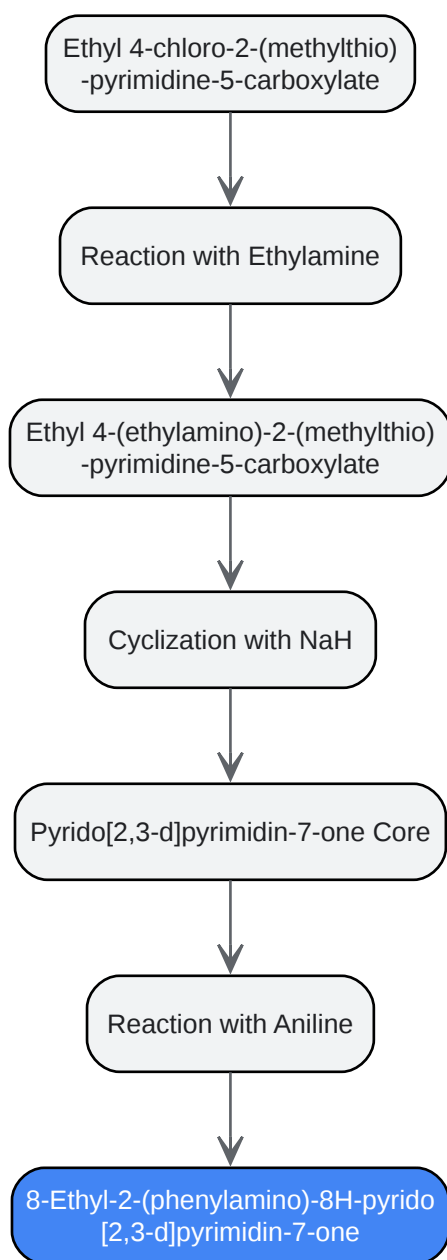 Ethyl 4-chloro-2-(methylthio)
-pyrimidine-5-carboxylate
Reaction with Ethylamine
Ethyl 4-(ethylamino)-2-(methylthio)
-pyrimidine-5-carboxylate
Cyclization with NaH
Pyrido[2,3-d]pyrimidin-7-one Core
Reaction with Aniline
8-Ethyl-2-(phenylamino)-8H-pyrido
[2,3-d]pyrimidin-7-one